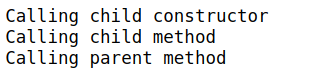 Calling child constructor
Calling child method
Calling parent method